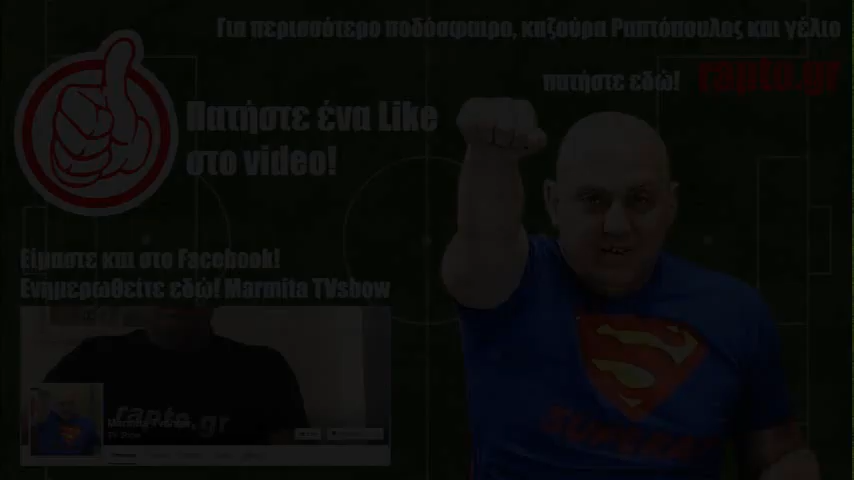 Για περισσότερο ποδόσφαιρο, καζούρα Ραπτόπουλος και γέλιο
πατήστε εδώ! rapto.gr
Πατήστε ένα Like
στο video!
Είμαστε και στο Facebook!
Ενημερωθείτε εδώ! Marmita TVshow
rapto.gr